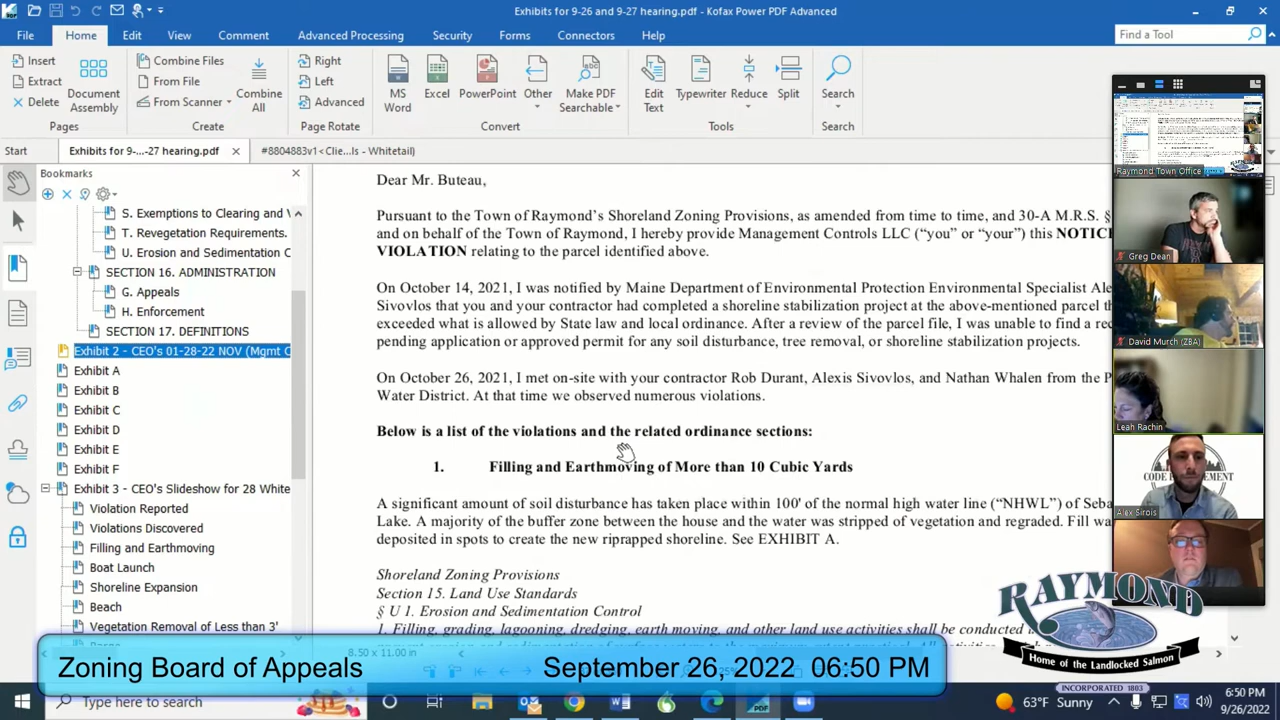 Exhibits for 9-26 and 9-27 hearing.pdf - Kofax Power PDF Advanced
File Home Edit View Comment Advanced Processing Security Forms Connectors Help Find a Tool
Insert Combine Files Right
Extract From File Left
Delete Document Assembly From Scanner Combine All Advanced MS Word Excel PowerPoint Other Make PDF Searchable Edit Text Typewriter Reduce Split Search
Pages Create Page Rotate Convert Tools Search
Start Exhibits for 9-...-27 hearing.pdf #8804883v1<Clie...ls - Whitetail
Bookmarks
S. Exemptions to Clearing and V
T. Revegetation Requirements.
U. Erosion and Sedimentation C
SECTION 16. ADMINISTRATION
G. Appeals
H. Enforcement
SECTION 17. DEFINITIONS
Exhibit 2 - CEO's 01-28-22 NOV (Mgmt C
Exhibit A
Exhibit B
Exhibit C
Exhibit D
Exhibit E
Exhibit F
Exhibit 3 - CEO's Slideshow for 28 White
Violation Reported
Violations Discovered
Filling and Earthmoving
Boat Launch
Shoreline Expansion
Beach
Vegetation Removal of Less than 3'
Dear Mr. Buteau,
Pursuant to the Town of Raymond's Shoreland Zoning Provisions, as amended from time to time, and 30-A M.R.S. §
and on behalf of the Town of Raymond, I hereby provide Management Controls LLC ("you" or "your") this NOTICE
VIOLATION relating to the parcel identified above.
On October 14, 2021, I was notified by Maine Department of Environmental Protection Environmental Specialist Ale
Sivovlos that you and your contractor had completed a shoreline stabilization project at the above-mentioned parcel th
exceeded what is allowed by State law and local ordinance. After a review of the parcel file, I was unable to find a rec
pending application or approved permit for any soil disturbance, tree removal, or shoreline stabilization projects.
On October 26, 2021, I met on-site with your contractor Rob Durant, Alexis Sivovlos, and Nathan Whalen from the P
Water District. At that time we observed numerous violations.
Below is a list of the violations and the related ordinance sections:
1. Filling and Earthmoving of More than 10 Cubic Yards
A significant amount of soil disturbance has taken place within 100' of the normal high water line ("NHWL") of Seba
Lake. A majority of the buffer zone between the house and the water was stripped of vegetation and regraded. Fill wa
deposited in spots to create the new riprapped shoreline. See EXHIBIT A.
Shoreland Zoning Provisions
Section 15. Land Use Standards
§ U 1. Erosion and Sedimentation Control
1. Filling, grading, lagooning, dredging, earth moving, and other land use activities shall be conducted
8.50 x 11.00 in
Raymond Town Office
Greg Dean
David Murch (ZBA)
Leah Rachin
CODE ENFORCEMENT
Alex Sirois
RAYMOND
Home of the Landlocked Salmon
INCORPORATED 1803
Zoning Board of Appeals September 26, 2022 06:50 PM
Type here to search
63°F Sunny
6:50 PM
9/26/2022